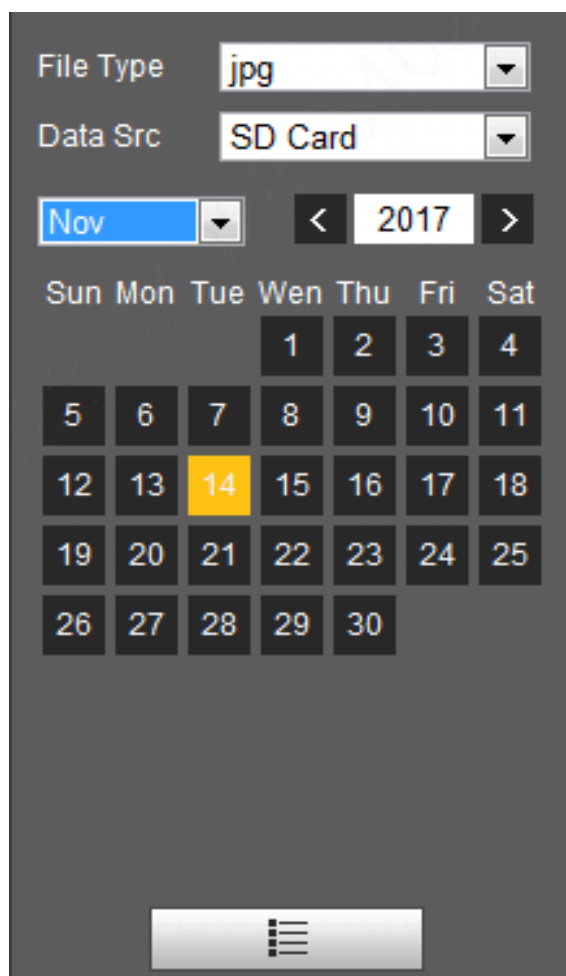 File Type jpg
Data Src SD Card
Nov < 2017 >
Sun Mon Tue Wen Thu Fri Sat
1 2 3 4
5 6 7 8 9 10 11
12 13 14 15 16 17 18
19 20 21 22 23 24 25
26 27 28 29 30